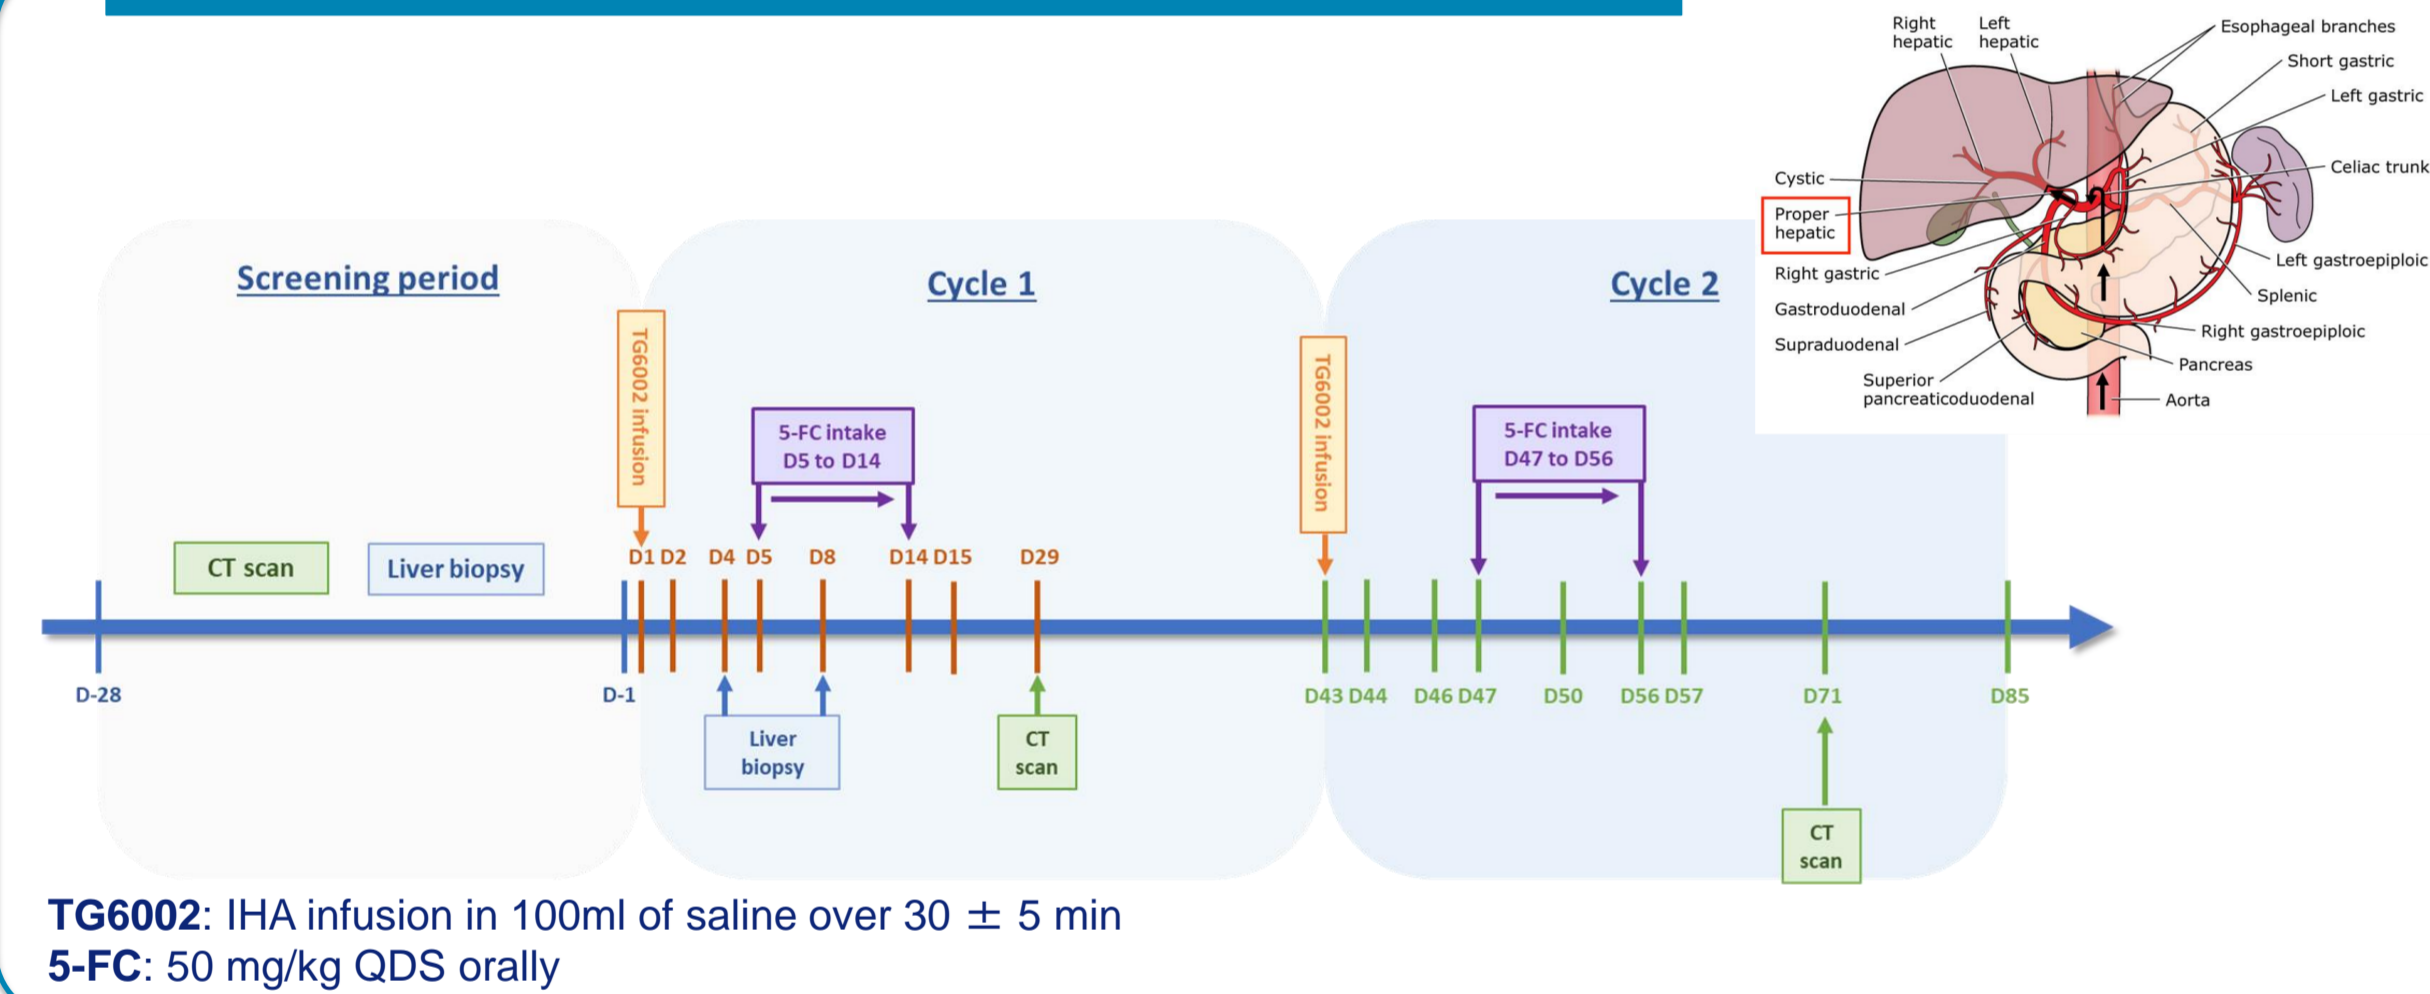 Right
hepatic
Left
hepatic
Esophageal branches
Short gastric
Left gastric
Celiac trunk
Cystic
Proper
hepatic
Right gastric
Gastroduodenal
Supraduodenal
Superior
pancreaticoduodenal
Left gastroepiploic
Splenic
Right gastroepiploic
Pancreas
Aorta
Screening period
Cycle 1
Cycle 2
TG6002 infusion
5-FC intake
D5 to D14
TG6002 infusion
5-FC intake
D47 to D56
CT scan
Liver biopsy
D1 D2 D4 D5 D8 D14 D15 D29
D-28 D-1 D43 D44 D46 D47 D50 D56 D57 D71 D85
Liver
biopsy
CT
scan
CT
scan
TG6002: IHA infusion in 100ml of saline over 30 ± 5 min
5-FC: 50 mg/kg QDS orally